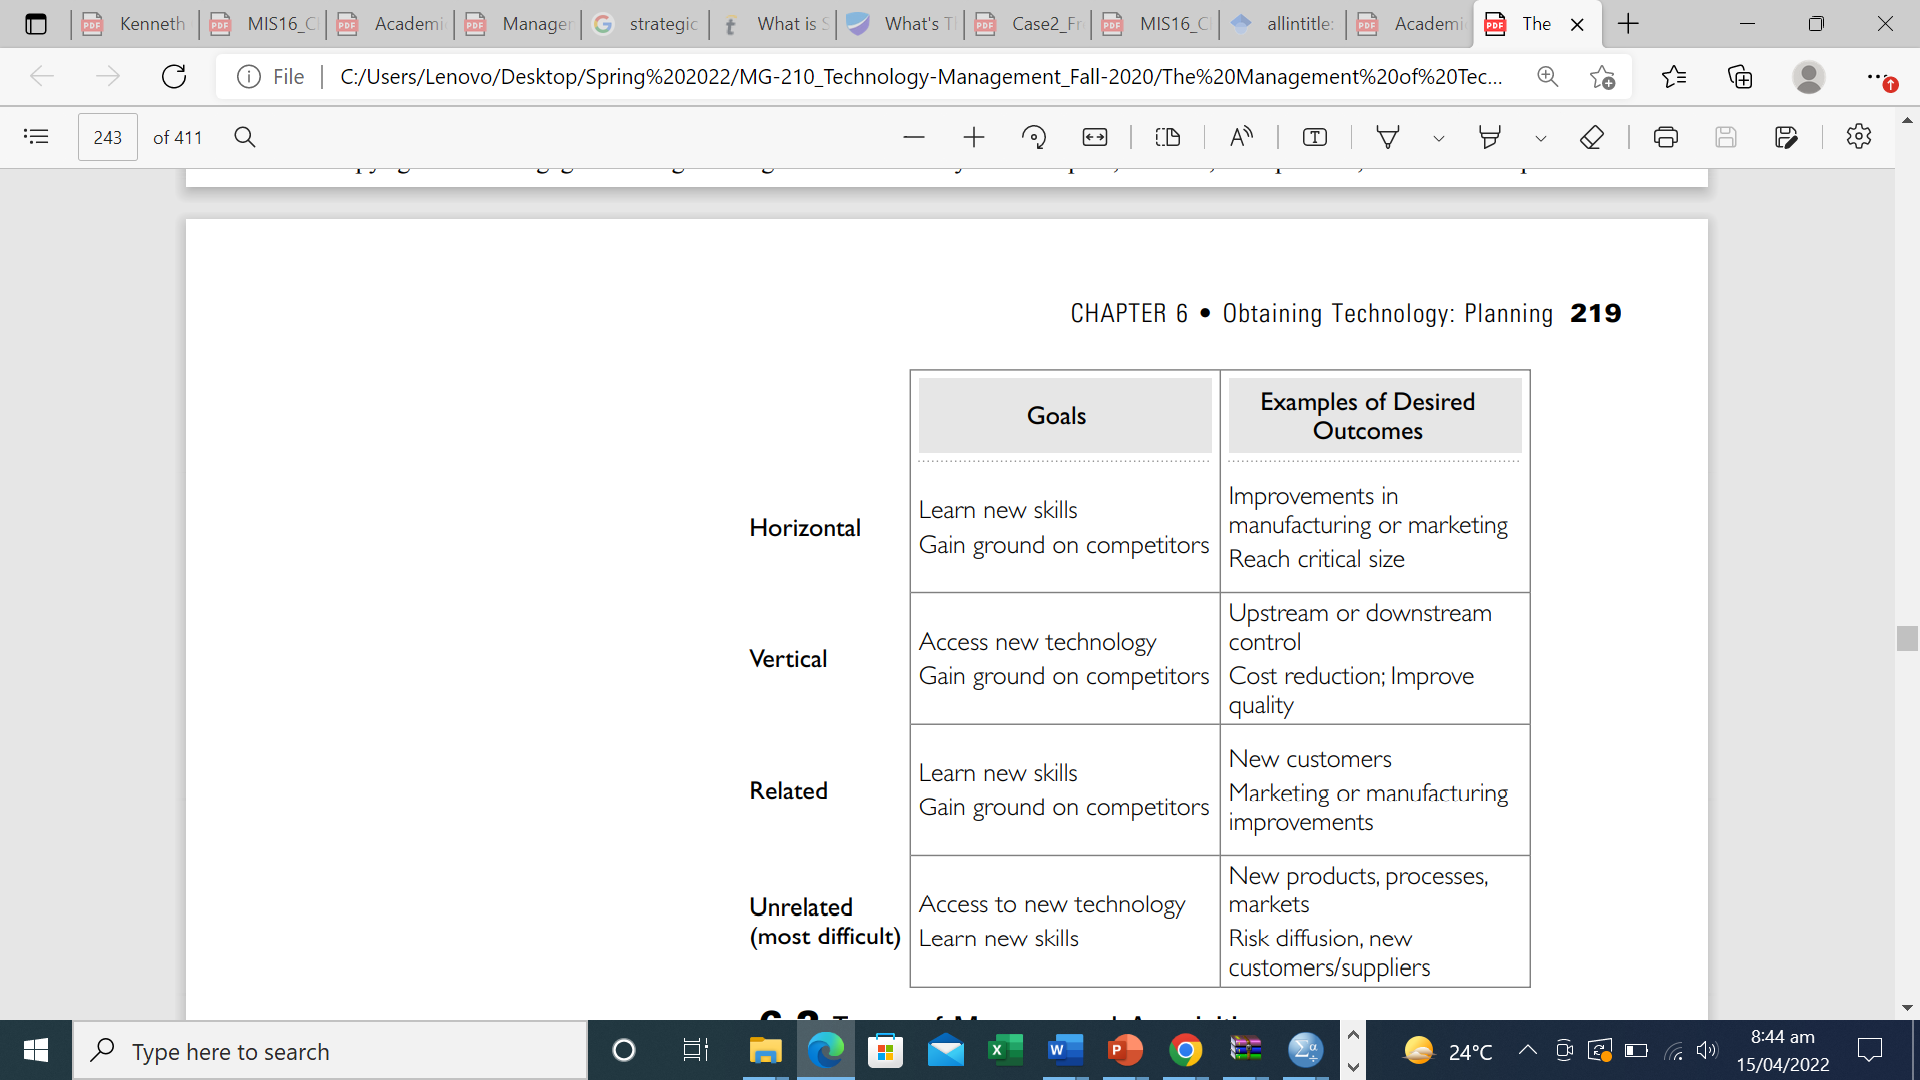 Kenneth
MIS16_C
Academi
Manager
strategic
What is S
What's T
Case2_Fr
MIS16_C
allintitle:
Academi
The
File
C:/Users/Lenovo/Desktop/Spring%202022/MG-210_Technology-Management_Fall-2020/The%20Management%20of%20Tec...
243 of 411
CHAPTER 6 • Obtaining Technology: Planning 219
Goals
Examples of Desired
Outcomes
Horizontal
Learn new skills
Gain ground on competitors
Improvements in
manufacturing or marketing
Reach critical size
Vertical
Access new technology
Gain ground on competitors
Upstream or downstream
control
Cost reduction; Improve
quality
Related
Learn new skills
Gain ground on competitors
New customers
Marketing or manufacturing
improvements
Unrelated
(most difficult)
Access to new technology
Learn new skills
New products, processes,
markets
Risk diffusion, new
customers/suppliers
Type here to search
24°C
8:44 am
15/04/2022